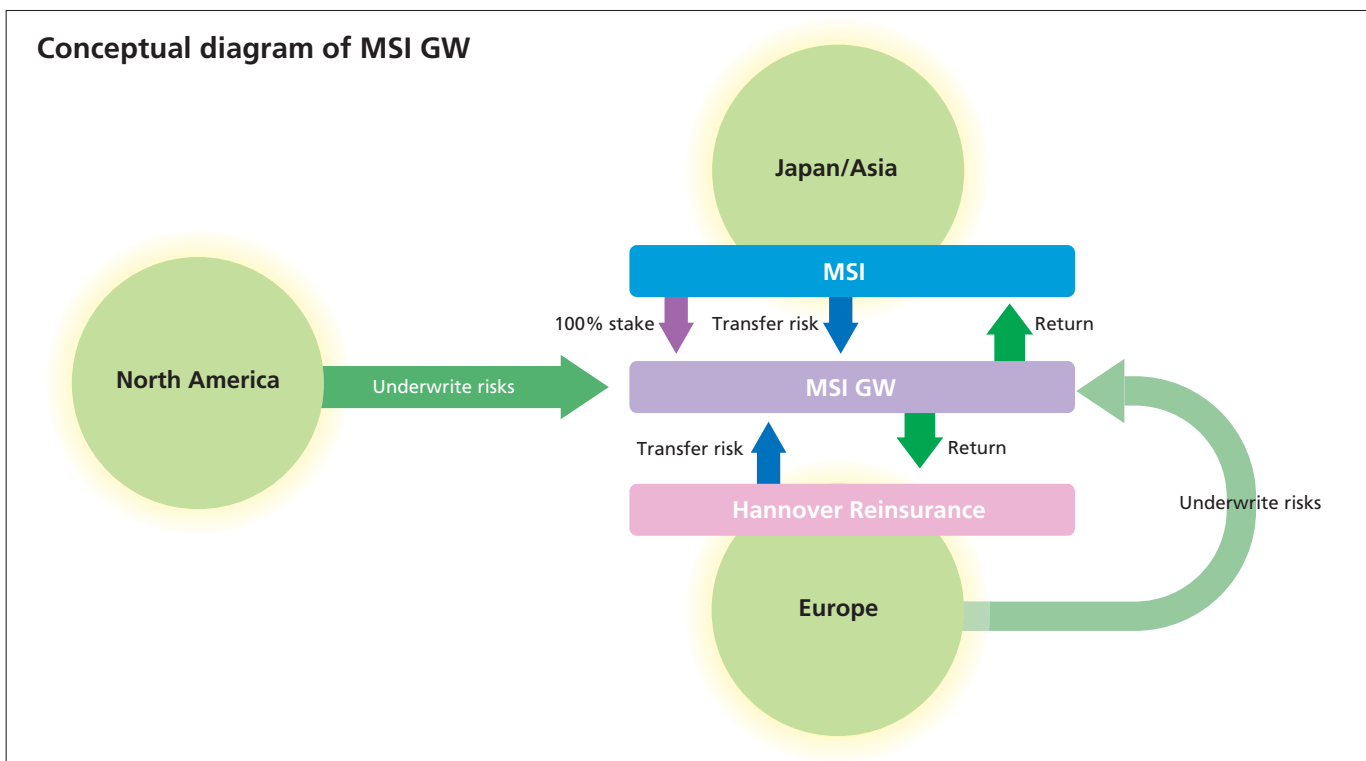 Conceptual diagram of MSI GW
Japan/Asia
MSI
100% stake
Transfer risk
Return
North America
Underwrite risks
MSI GW
Transfer risk
Return
Hannover Reinsurance
Underwrite risks
Europe